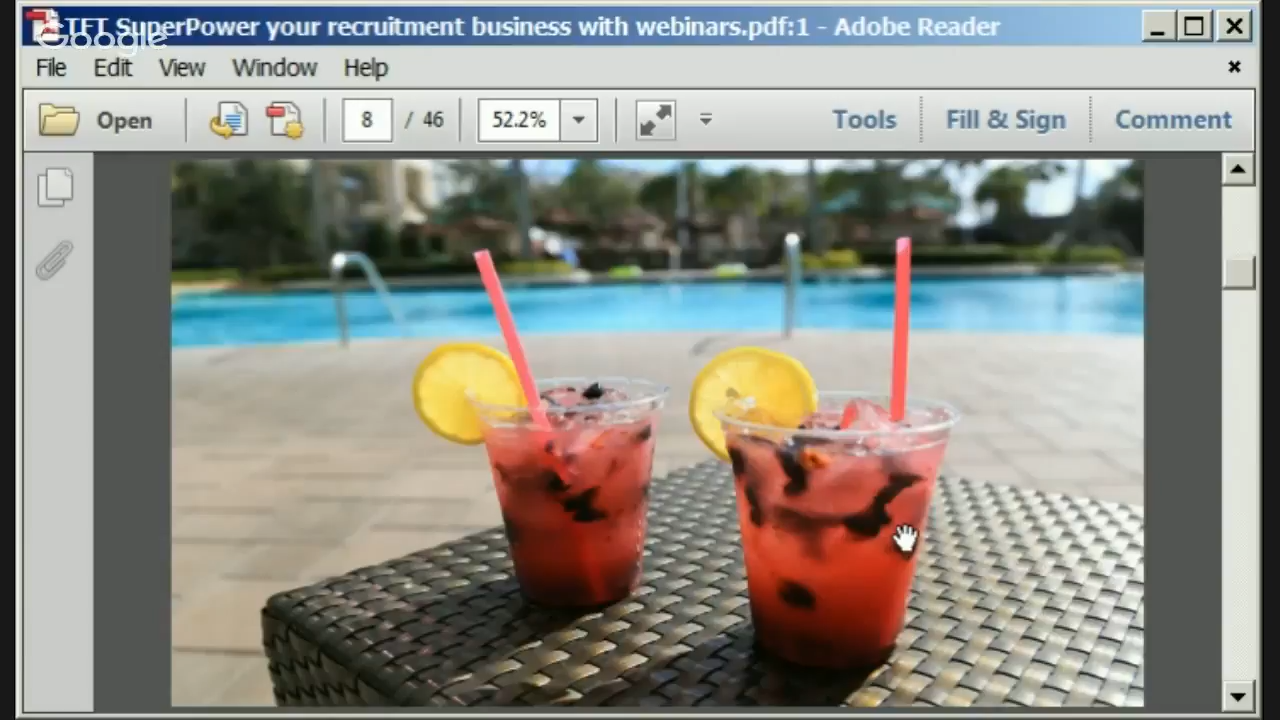 TFT SuperPower your recruitment business with webinars.pdf:1 - Adobe Reader
Google
File Edit View Window Help
Open 8 / 46 52.2% Tools Fill & Sign Comment